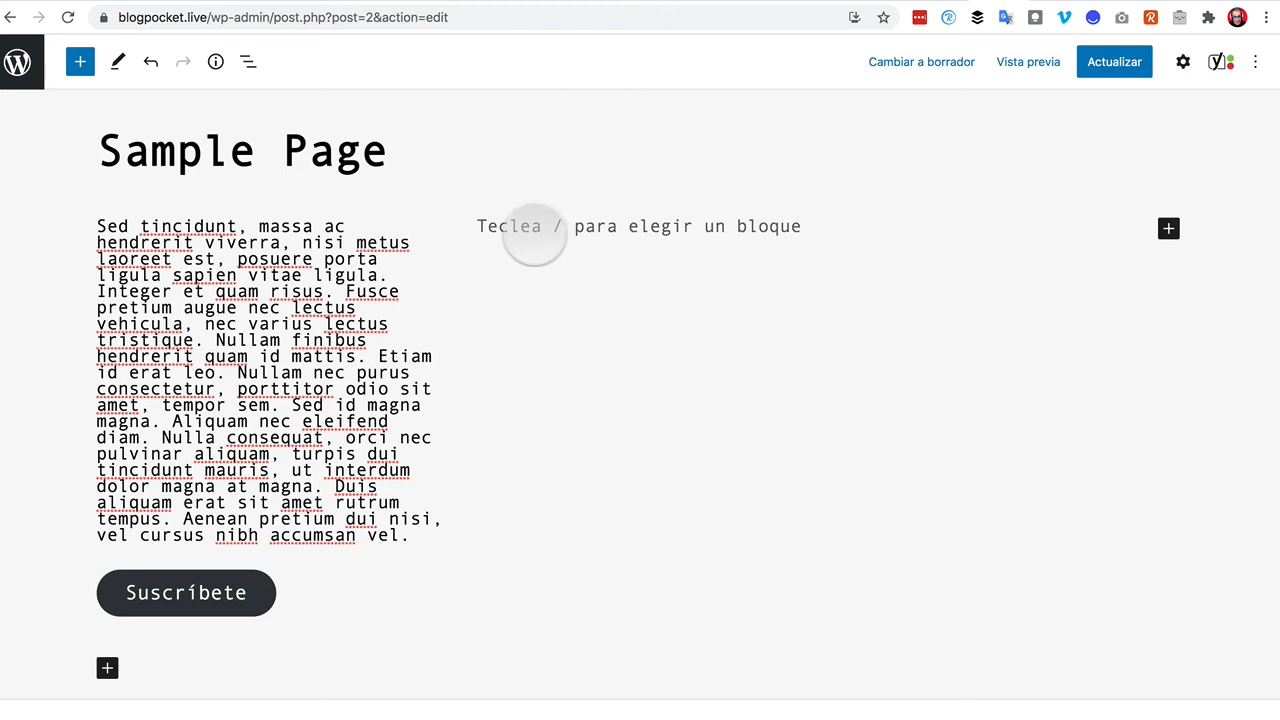 blogpocket.live/wp-admin/post.php?post=2&action=edit
Cambiar a borrador
Vista previa
Actualizar
Sample Page
Sed tincidunt, massa ac
hendrerit viverra, nisi metus
laoreet est, posuere porta
ligula sapien vitae ligula.
Integer et quam risus. Fusce
pretium augue nec lectus
vehicula, nec varius lectus
tristique. Nullam finibus
hendrerit quam id mattis. Etiam
id erat leo. Nullam nec purus
consectetur, porttitor odio sit
amet, tempor sem. Sed id magna
magna. Aliquam nec eleifend
diam. Nulla consequat, orci nec
pulvinar aliquam, turpis dui
tincidunt mauris, ut interdum
dolor magna at magna. Duis
aliquam erat sit amet rutrum
tempus. Aenean pretium dui nisi,
vel cursus nibh accumsan vel.
Teclea / para elegir un bloque
Suscríbete